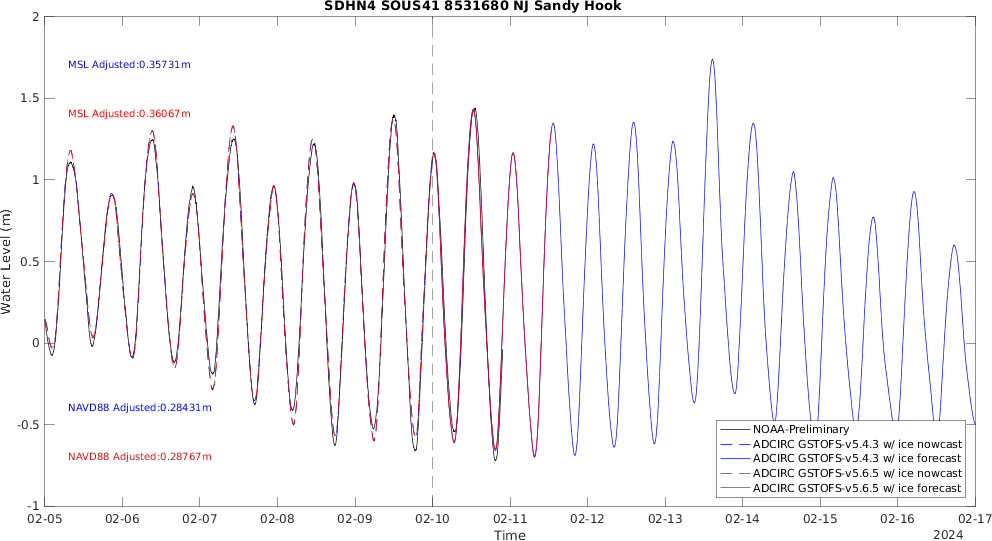 SDHN4 SOUS41 8531680 NJ Sandy Hook
2
1.5
1
0.5
0
-0.5
-1
Water Level (m)
MSL Adjusted:0.35731m
MSL Adjusted:0.36067m
NAVD88 Adjusted:0.28431m
NAVD88 Adjusted:0.28767m
NOAA-Preliminary
ADCIRC GSTOFS-v5.4.3 w/ ice nowcast
ADCIRC GSTOFS-v5.4.3 w/ ice forecast
ADCIRC GSTOFS-v5.6.5 w/ ice nowcast
ADCIRC GSTOFS-v5.6.5 w/ ice forecast
02-05 02-06 02-07 02-08 02-09 02-10 02-11 02-12 02-13 02-14 02-15 02-16 02-17
Time
2024